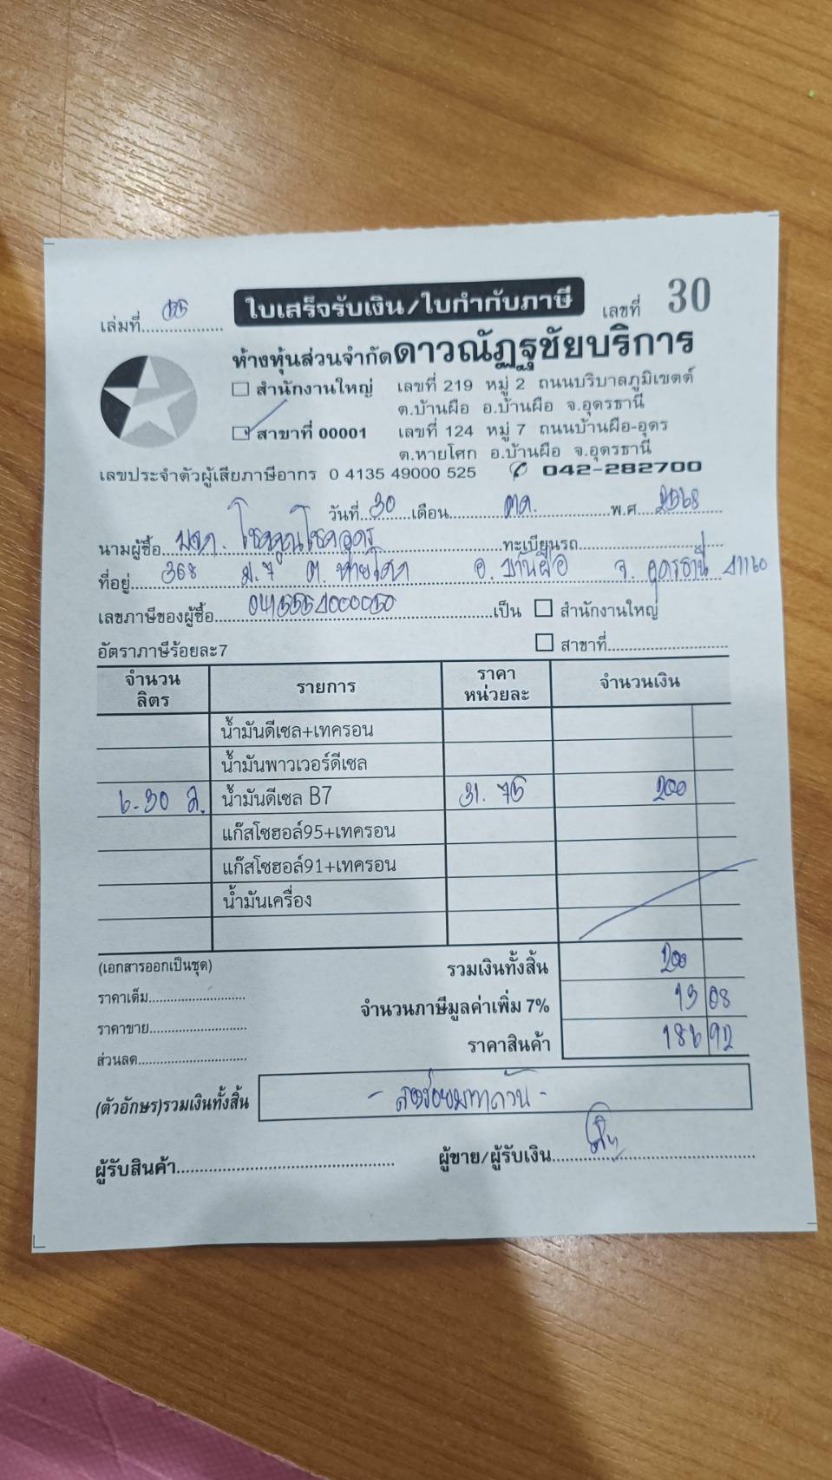 เล่มที่ ใบเสร็จรับเงิน/ใบกำกับภาษี เลขที่ 30
ห้างหุ้นส่วนจำกัดดาวณัฏฐชัยบริการ
สำนักงานใหญ่ เลขที่ 219 หมู่ 2 ถนนบริบาลภูมิเขตต์
ต.บ้านผือ อ.บ้านผือ จ.อุดรธานี
สาขาที่ 00001 เลขที่ 124 หมู่ 7 ถนนบ้านผือ-อุดร
ต.หายโศก อ.บ้านผือ จ.อุดรธานี
เลขประจำตัวผู้เสียภาษีอากร 0 4135 49000 525 042-282700
วันที่ 30 เดือน ตค. พ.ศ. 2568
นามผู้ซื้อ บจก. โชคคูณโชคอุดร ทะเบียนรถ
ที่อยู่ 368 ม.7 ต. หายโศก อ. บ้านผือ จ. อุดรธานี 41160
เลขภาษีของผู้ซื้อ เป็น สำนักงานใหญ่
อัตราภาษีร้อยละ7 สาขาที่
จำนวนลิตร รายการ ราคาหน่วยละ จำนวนเงิน
น้ำมันดีเซล+เทครอน
น้ำมันพาวเวอร์ดีเซล
6.30 ล. น้ำมันดีเซล B7 31.75 200
แก๊สโซฮอล์95+เทครอน
แก๊สโซฮอล์91+เทครอน
น้ำมันเครื่อง
(เอกสารออกเป็นชุด) รวมเงินทั้งสิ้น 200
ราคาเต็ม จำนวนภาษีมูลค่าเพิ่ม 7% 13 08
ราคาขาย ราคาสินค้า 186 92
ส่วนลด
(ตัวอักษร)รวมเงินทั้งสิ้น - สองร้อยบาทถ้วน -
ผู้รับสินค้า ผู้ขาย/ผู้รับเงิน